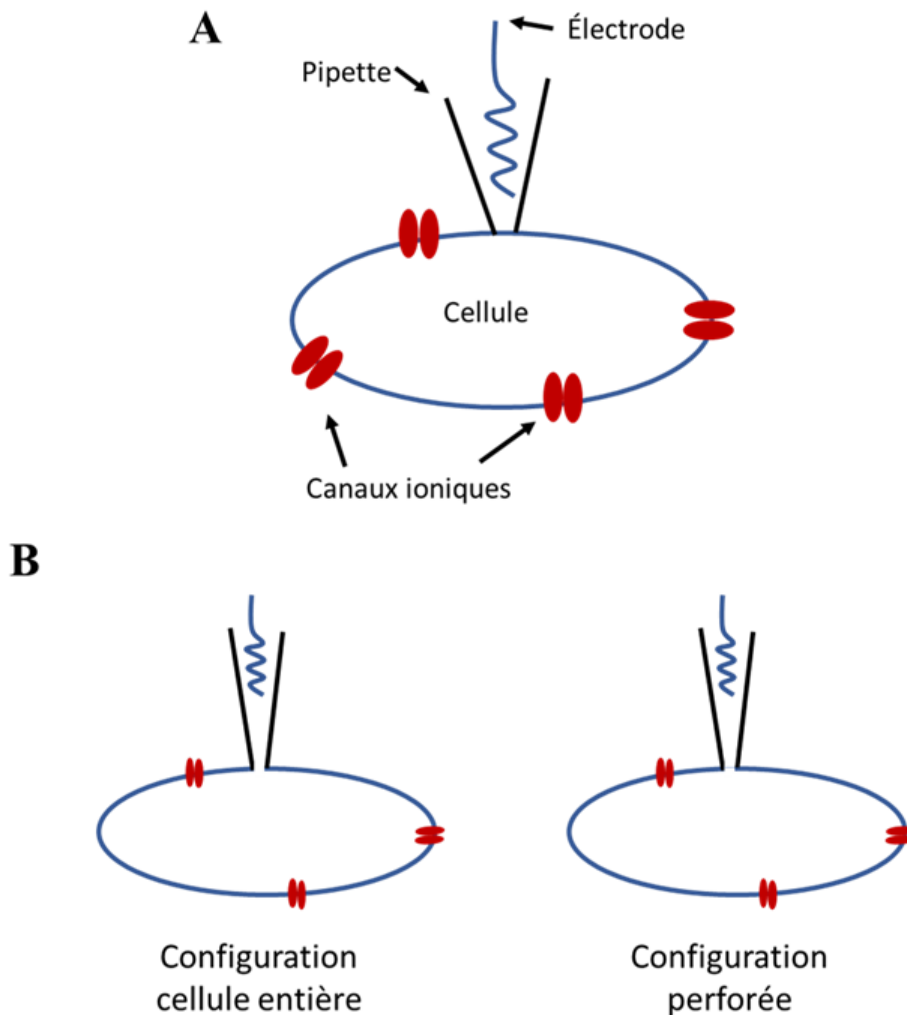 A
Électrode
Pipette
Cellule
Canaux ioniques
B
Configuration
cellule entière
Configuration
perforée